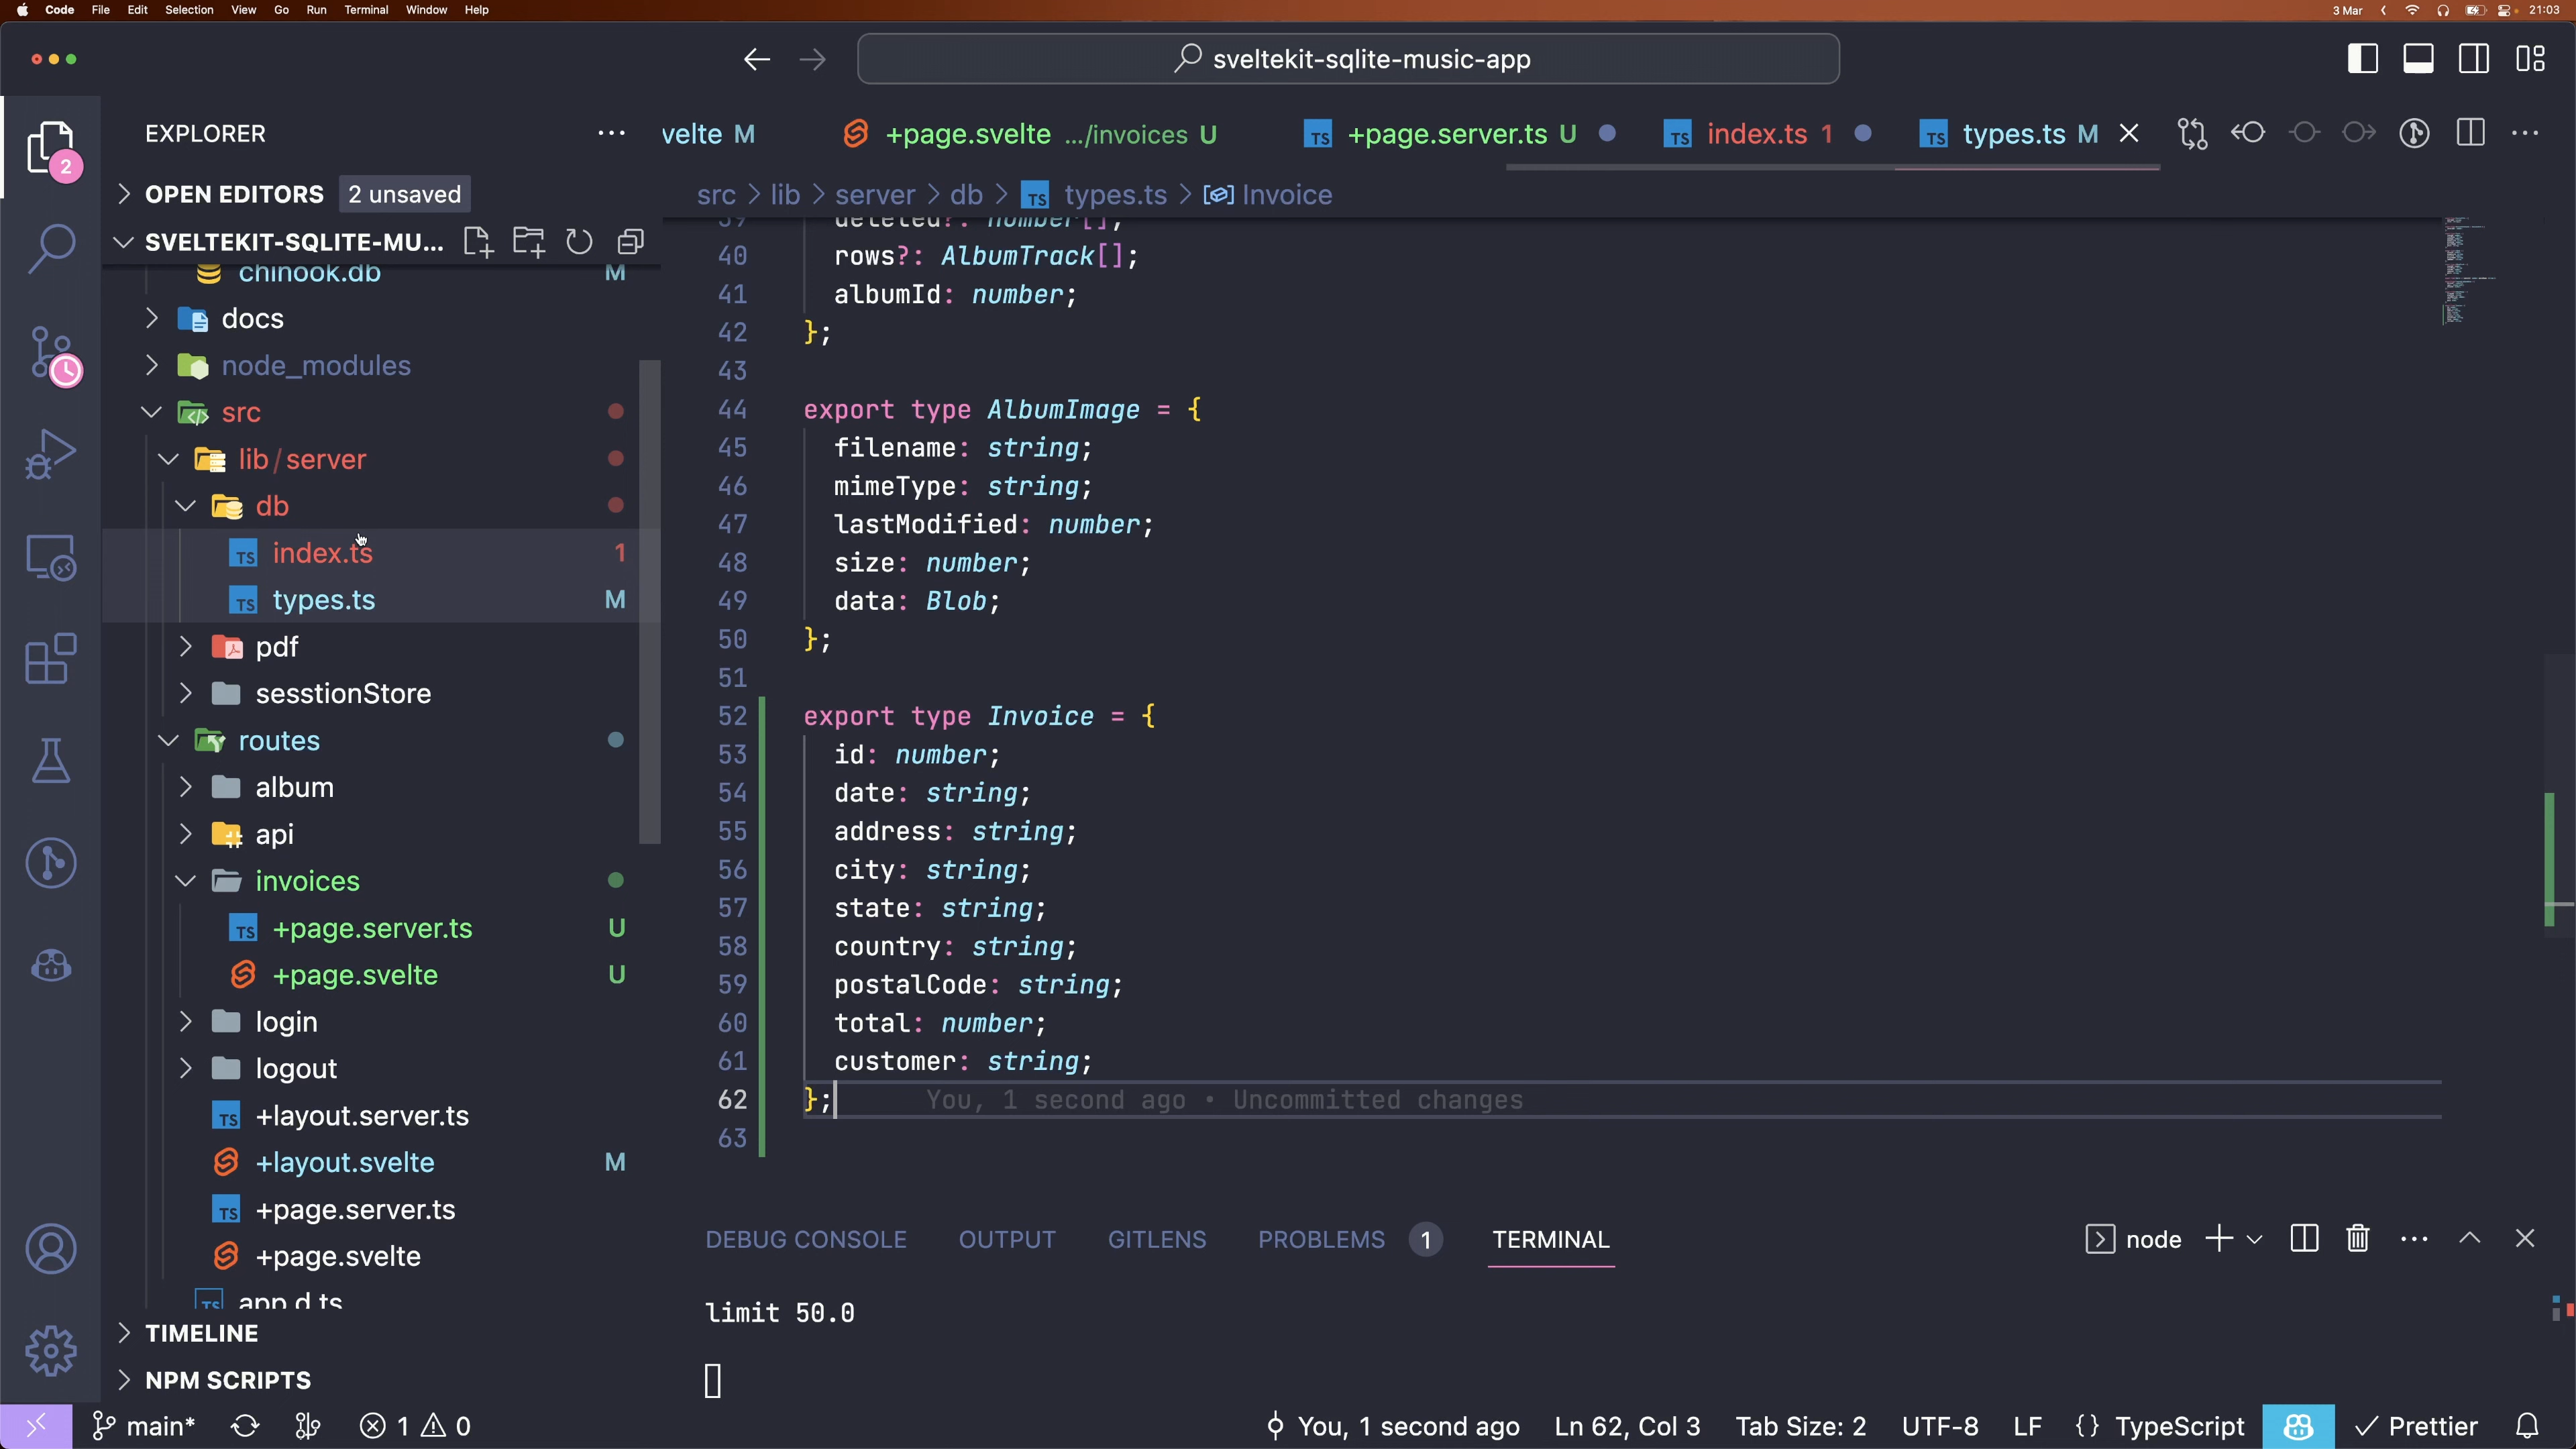 Code File Edit Selection View Go Run Terminal Window Help 3 Mar 21:03
sveltekit-sqlite-music-app
EXPLORER
OPEN EDITORS 2 unsaved
SVELTEKIT-SQLITE-MU...
chinook.db M
docs
node_modules
src
lib/server
db
index.ts 1
types.ts M
pdf
sesstionStore
routes
album
api
invoices
+page.server.ts U
+page.svelte U
login
logout
+layout.server.ts
+layout.svelte M
+page.server.ts
+page.svelte
app.d.ts
TIMELINE
NPM SCRIPTS
2
velte M +page.svelte .../invoices U TS +page.server.ts U TS index.ts 1 TS types.ts M
src > lib > server > db > TS types.ts > Invoice
39 deleted?: number[];
40 rows?: AlbumTrack[];
41 albumId: number;
42 };
43
44 export type AlbumImage = {
45 filename: string;
46 mimeType: string;
47 lastModified: number;
48 size: number;
49 data: Blob;
50 };
51
52 export type Invoice = {
53 id: number;
54 date: string;
55 address: string;
56 city: string;
57 state: string;
58 country: string;
59 postalCode: string;
60 total: number;
61 customer: string;
62 }; You, 1 second ago • Uncommitted changes
63
DEBUG CONSOLE OUTPUT GITLENS PROBLEMS 1 TERMINAL node
limit 50.0
main* 1 0 You, 1 second ago Ln 62, Col 3 Tab Size: 2 UTF-8 LF {} TypeScript Prettier